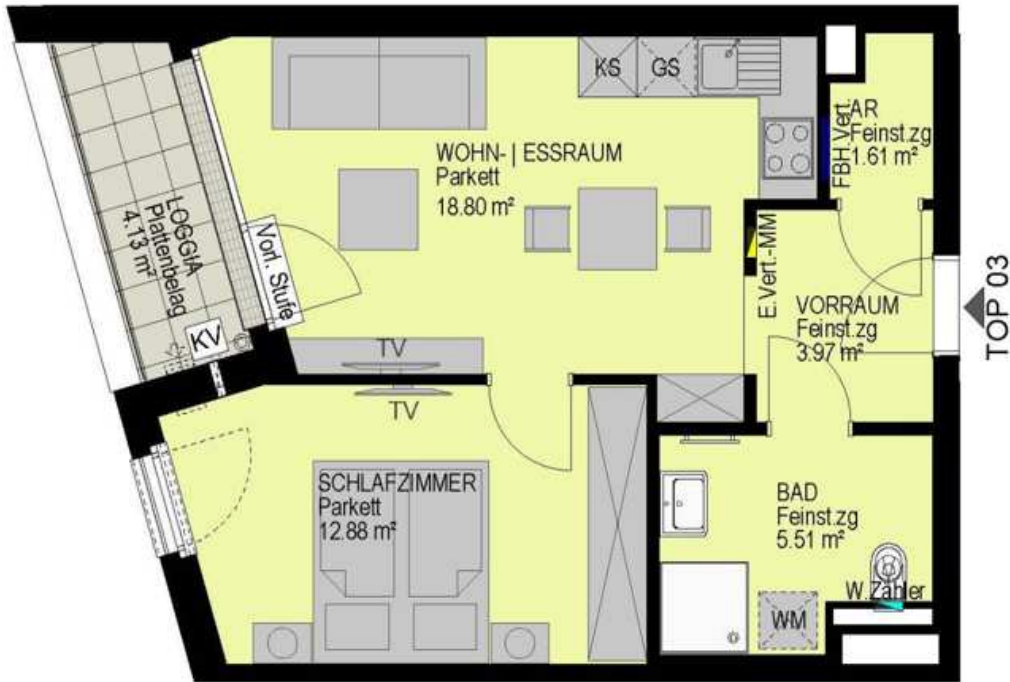 KS
GS
AR
Feinst.zg
1.61 m²
FBH.Vert.
WOHN- | ESSRAUM
Parkett
18.80 m²
LOGGIA
Plattenbelag
4.13 m²
Vorl. Stufe
KV
E.Vert.-MM
VORRAUM
Feinst.zg
3.97 m²
TOP 03
TV
TV
SCHLAFZIMMER
Parkett
12.88 m²
BAD
Feinst.zg
5.51 m²
W.Zähler
WM